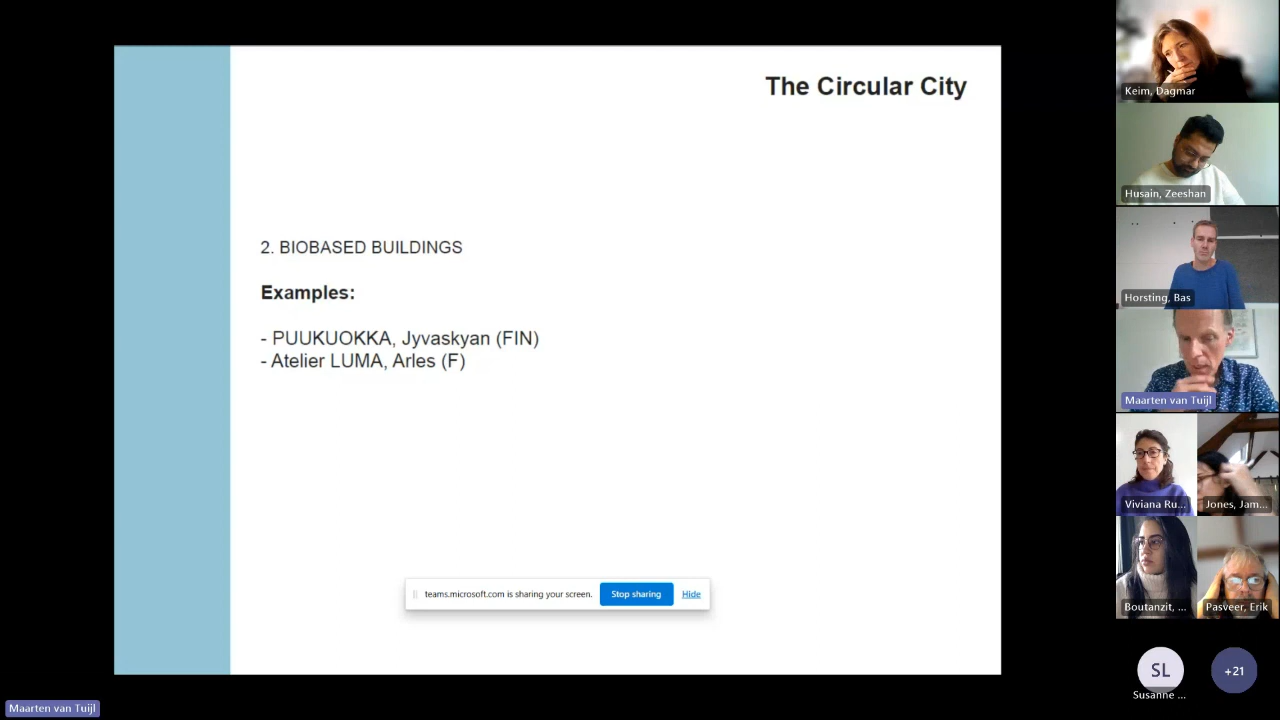 The Circular City
2. BIOBASED BUILDINGS
Examples:
- PUUKUOKKA, Jyvaskyan (FIN)
- Atelier LUMA, Arles (F)
teams.microsoft.com is sharing your screen.
Stop sharing
Hide
Keim, Dagmar
Husain, Zeeshan
Horsting, Bas
Maarten van Tuijl
Viviana Ru...
Jones, Jam...
Boutanzit, ...
Pasveer, Erik
SL
Susanne ...
+21
Maarten van Tuijl